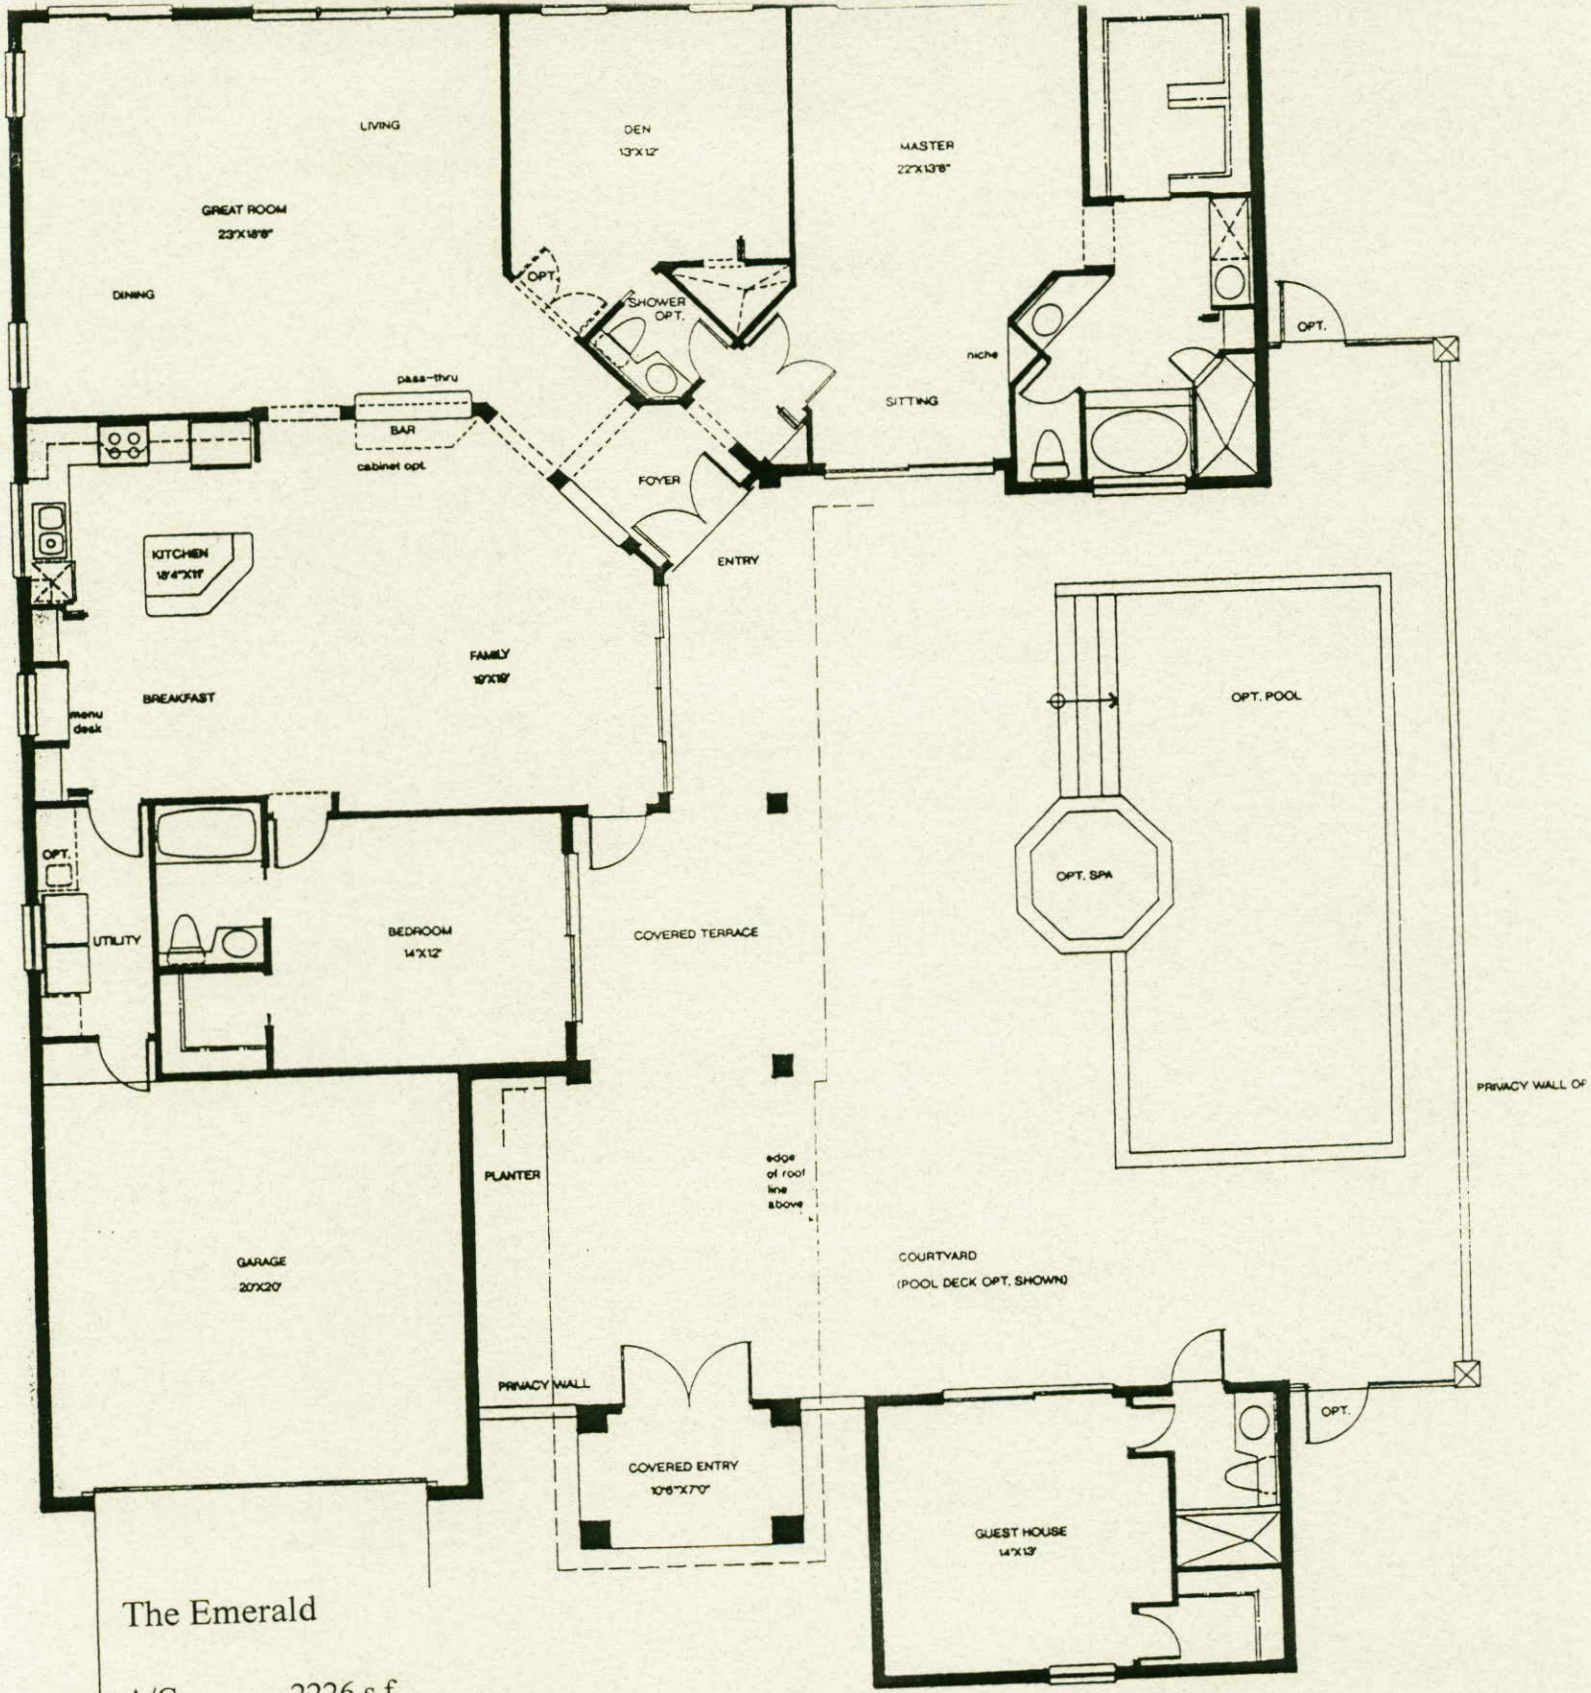 LIVING
DEN
13'X12'
MASTER
22'X13'8"
GREAT ROOM
23'X18'8"
DINING
OPT.
SHOWER
OPT.
OPT.
niche
pass-thru
SITTING
BAR
cabinet opt.
FOYER
ENTRY
KITCHEN
18'4"X11'
FAMILY
19'X19'
BREAKFAST
menu
desk
OPT. POOL
OPT.
OPT. SPA
UTILITY
BEDROOM
14'X12'
COVERED TERRACE
PRIVACY WALL OF
PLANTER
edge
of roof
line
above
GARAGE
20'X20'
COURTYARD
(POOL DECK OPT. SHOWN)
PRIVACY WALL
OPT.
COVERED ENTRY
10'6"X7'0"
GUEST HOUSE
14'X13'
The Emerald
A/C 2226 s.f.